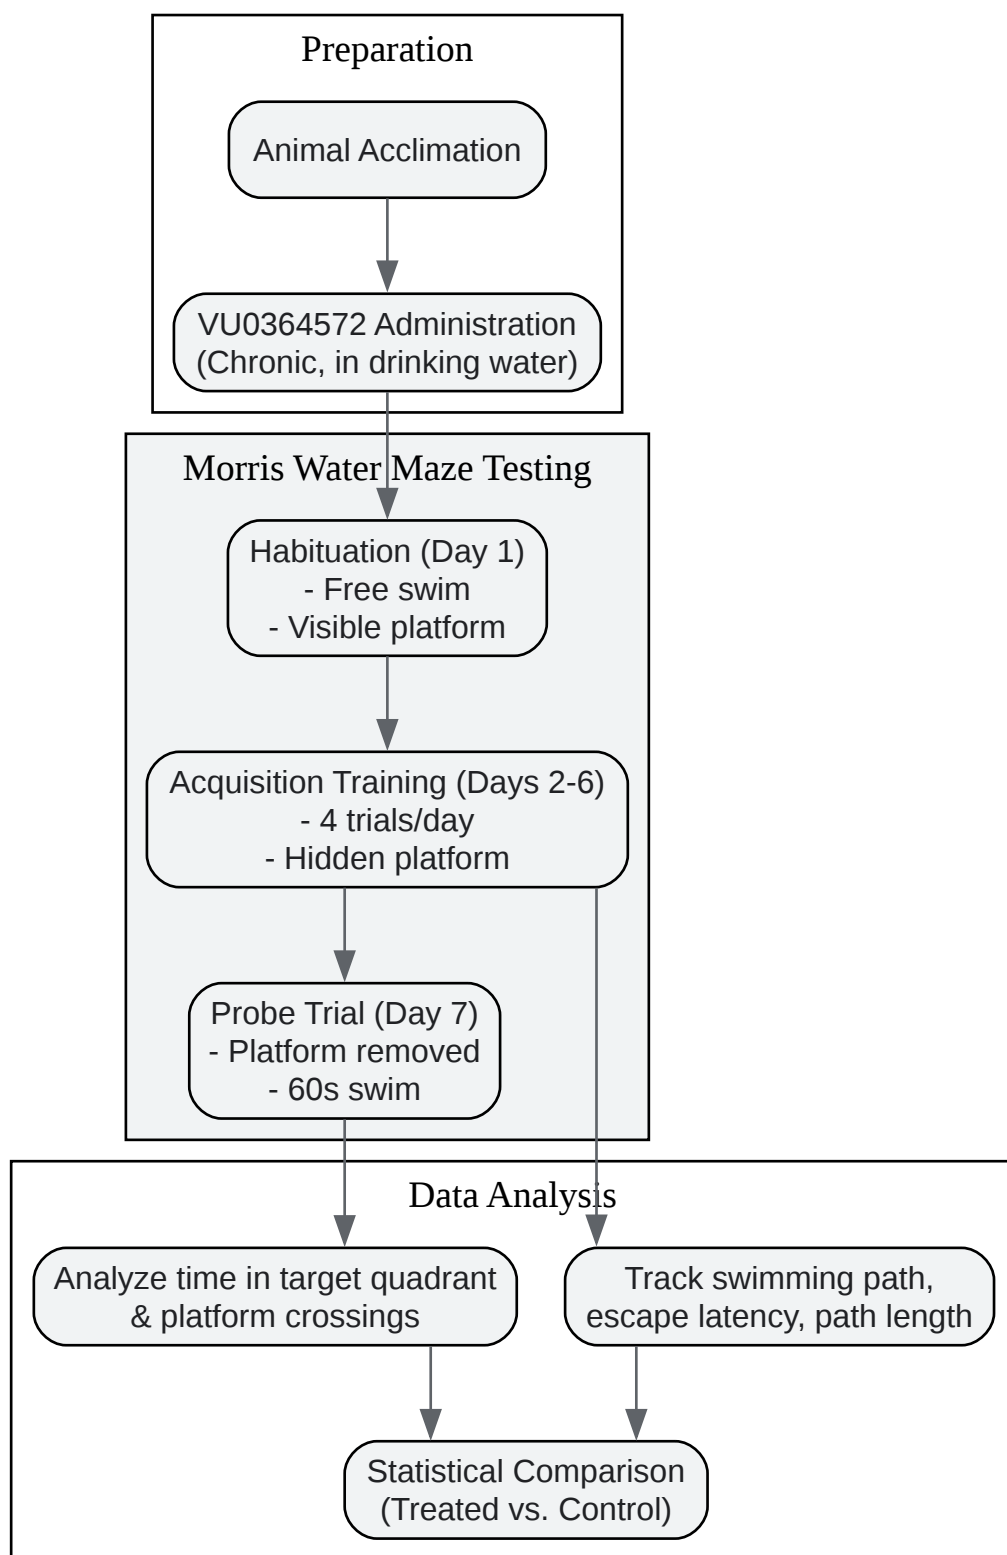 Preparation
Animal Acclimation
VU0364572 Administration
(Chronic, in drinking water)
Morris Water Maze Testing
Habituation (Day 1)
- Free swim
- Visible platform
Acquisition Training (Days 2-6)
- 4 trials/day
- Hidden platform
Probe Trial (Day 7)
- Platform removed
- 60s swim
Data Analysis
Analyze time in target quadrant
& platform crossings
Track swimming path,
escape latency, path length
Statistical Comparison
(Treated vs. Control)